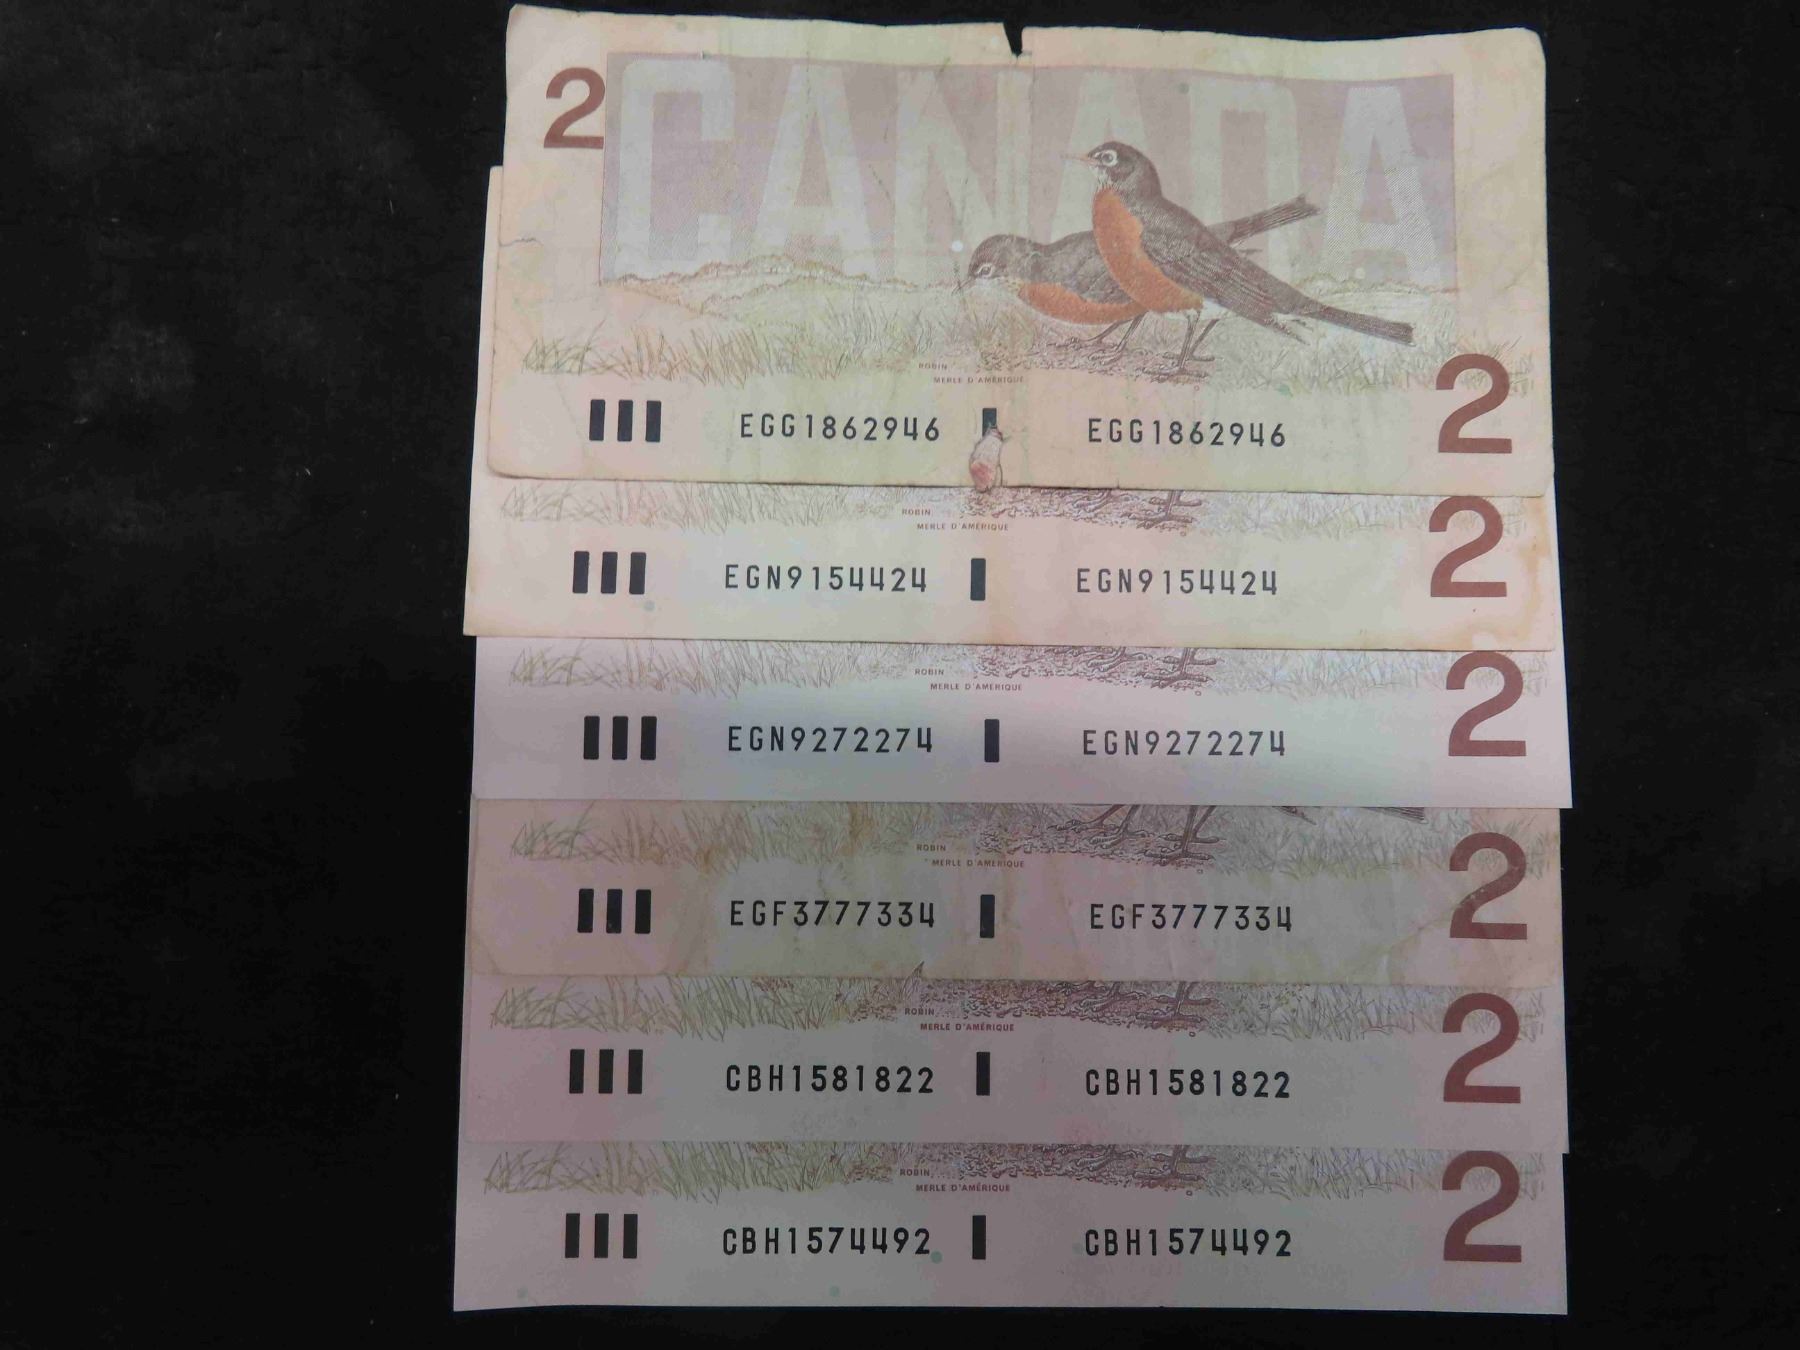 2 CANADA
ROBIN
MERLE D'AMÉRIQUE
EGG1862946 EGG1862946 2
ROBIN
MERLE D'AMÉRIQUE
EGN9154424 EGN9154424 2
ROBIN
MERLE D'AMÉRIQUE
EGN9272274 EGN9272274 2
ROBIN
MERLE D'AMÉRIQUE
EGF3777334 EGF3777334 2
ROBIN
MERLE D'AMÉRIQUE
CBH1581822 CBH1581822 2
ROBIN
MERLE D'AMÉRIQUE
CBH1574492 CBH1574492 2